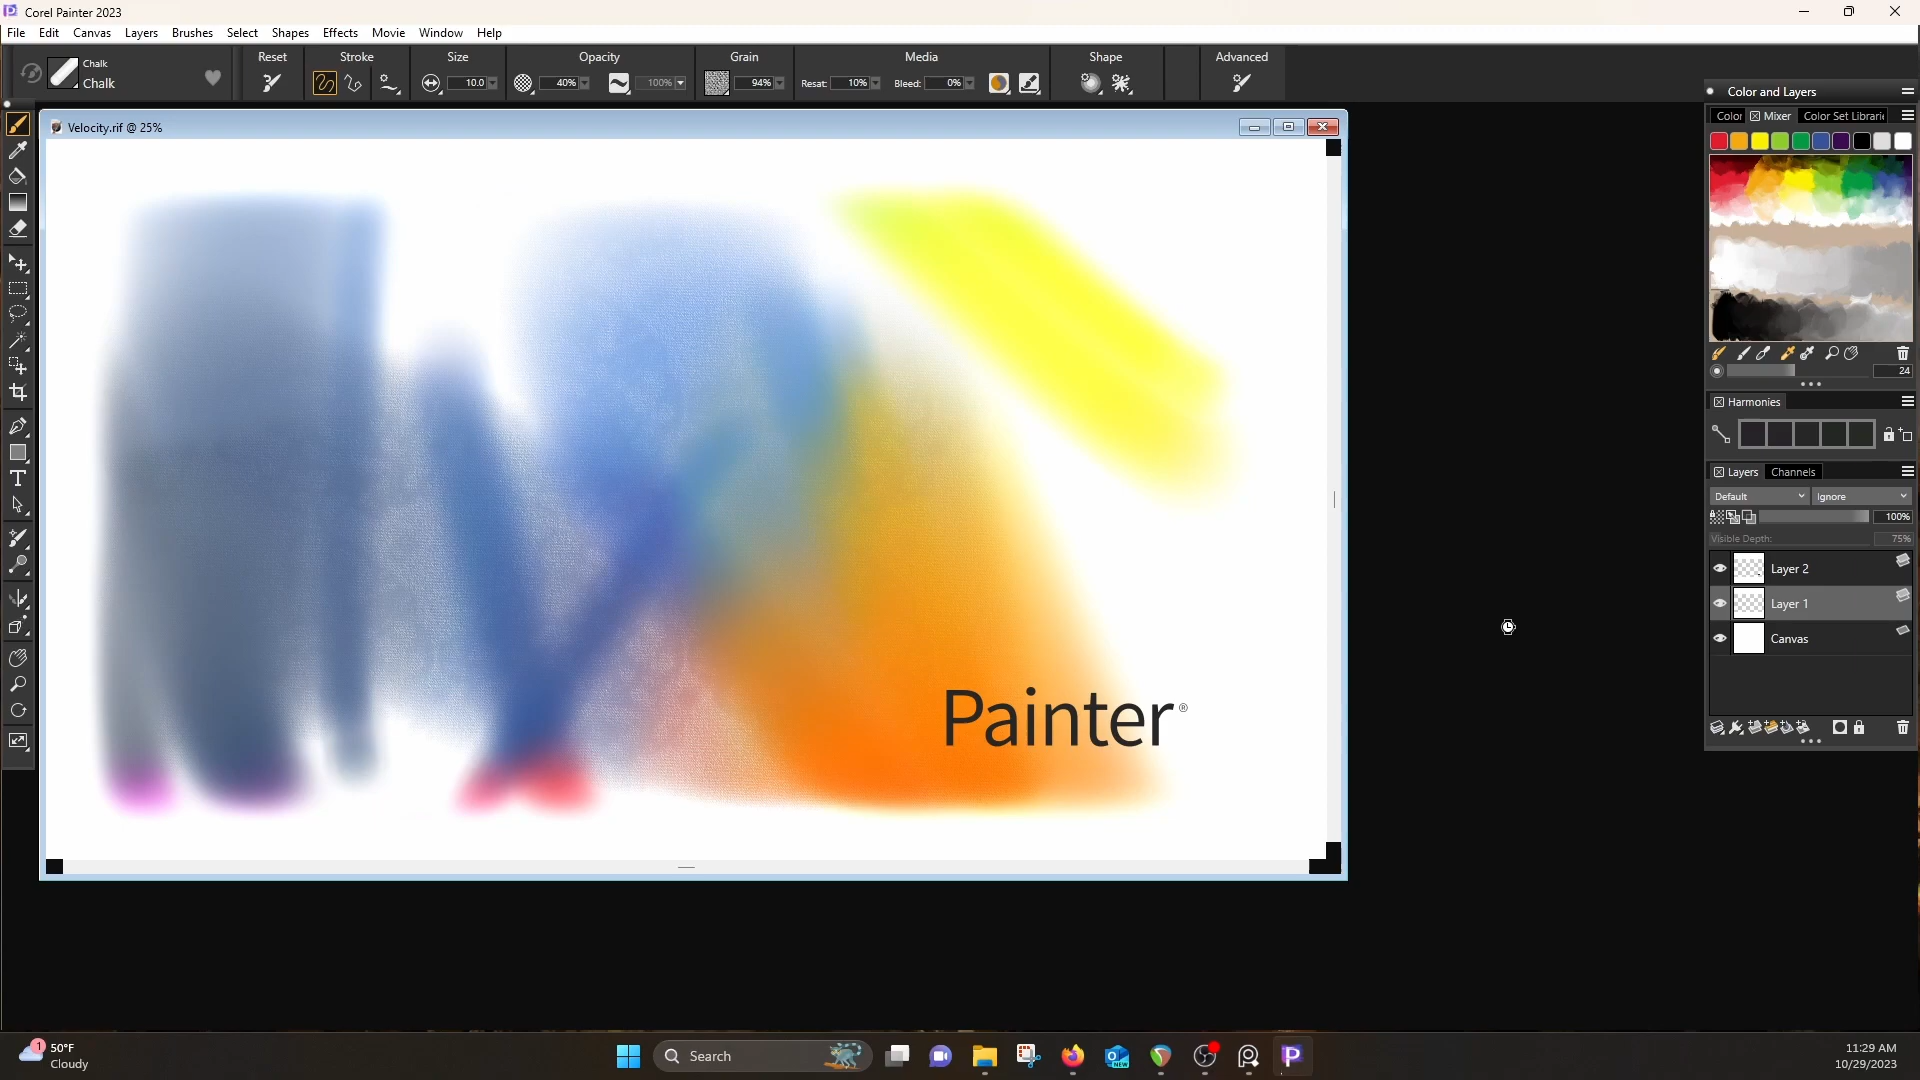 Corel Painter 2023
File Edit Canvas Layers Brushes Select Shapes Effects Movie Window Help
Chalk
Chalk
Reset Stroke Size Opacity Grain Media Shape Advanced
10.0 40% 100% 94% Resat: 10% Bleed: 0%
Color and Layers
Velocity.rif @ 25%
Color Mixer Color Set Librari
24
Harmonies
Layers Channels
Default Ignore
100%
Visible Depth: 75%
Layer 2
Layer 1
Canvas
Painter®
1
50°F
Cloudy
Search
NEW
11:29 AM
10/29/2023